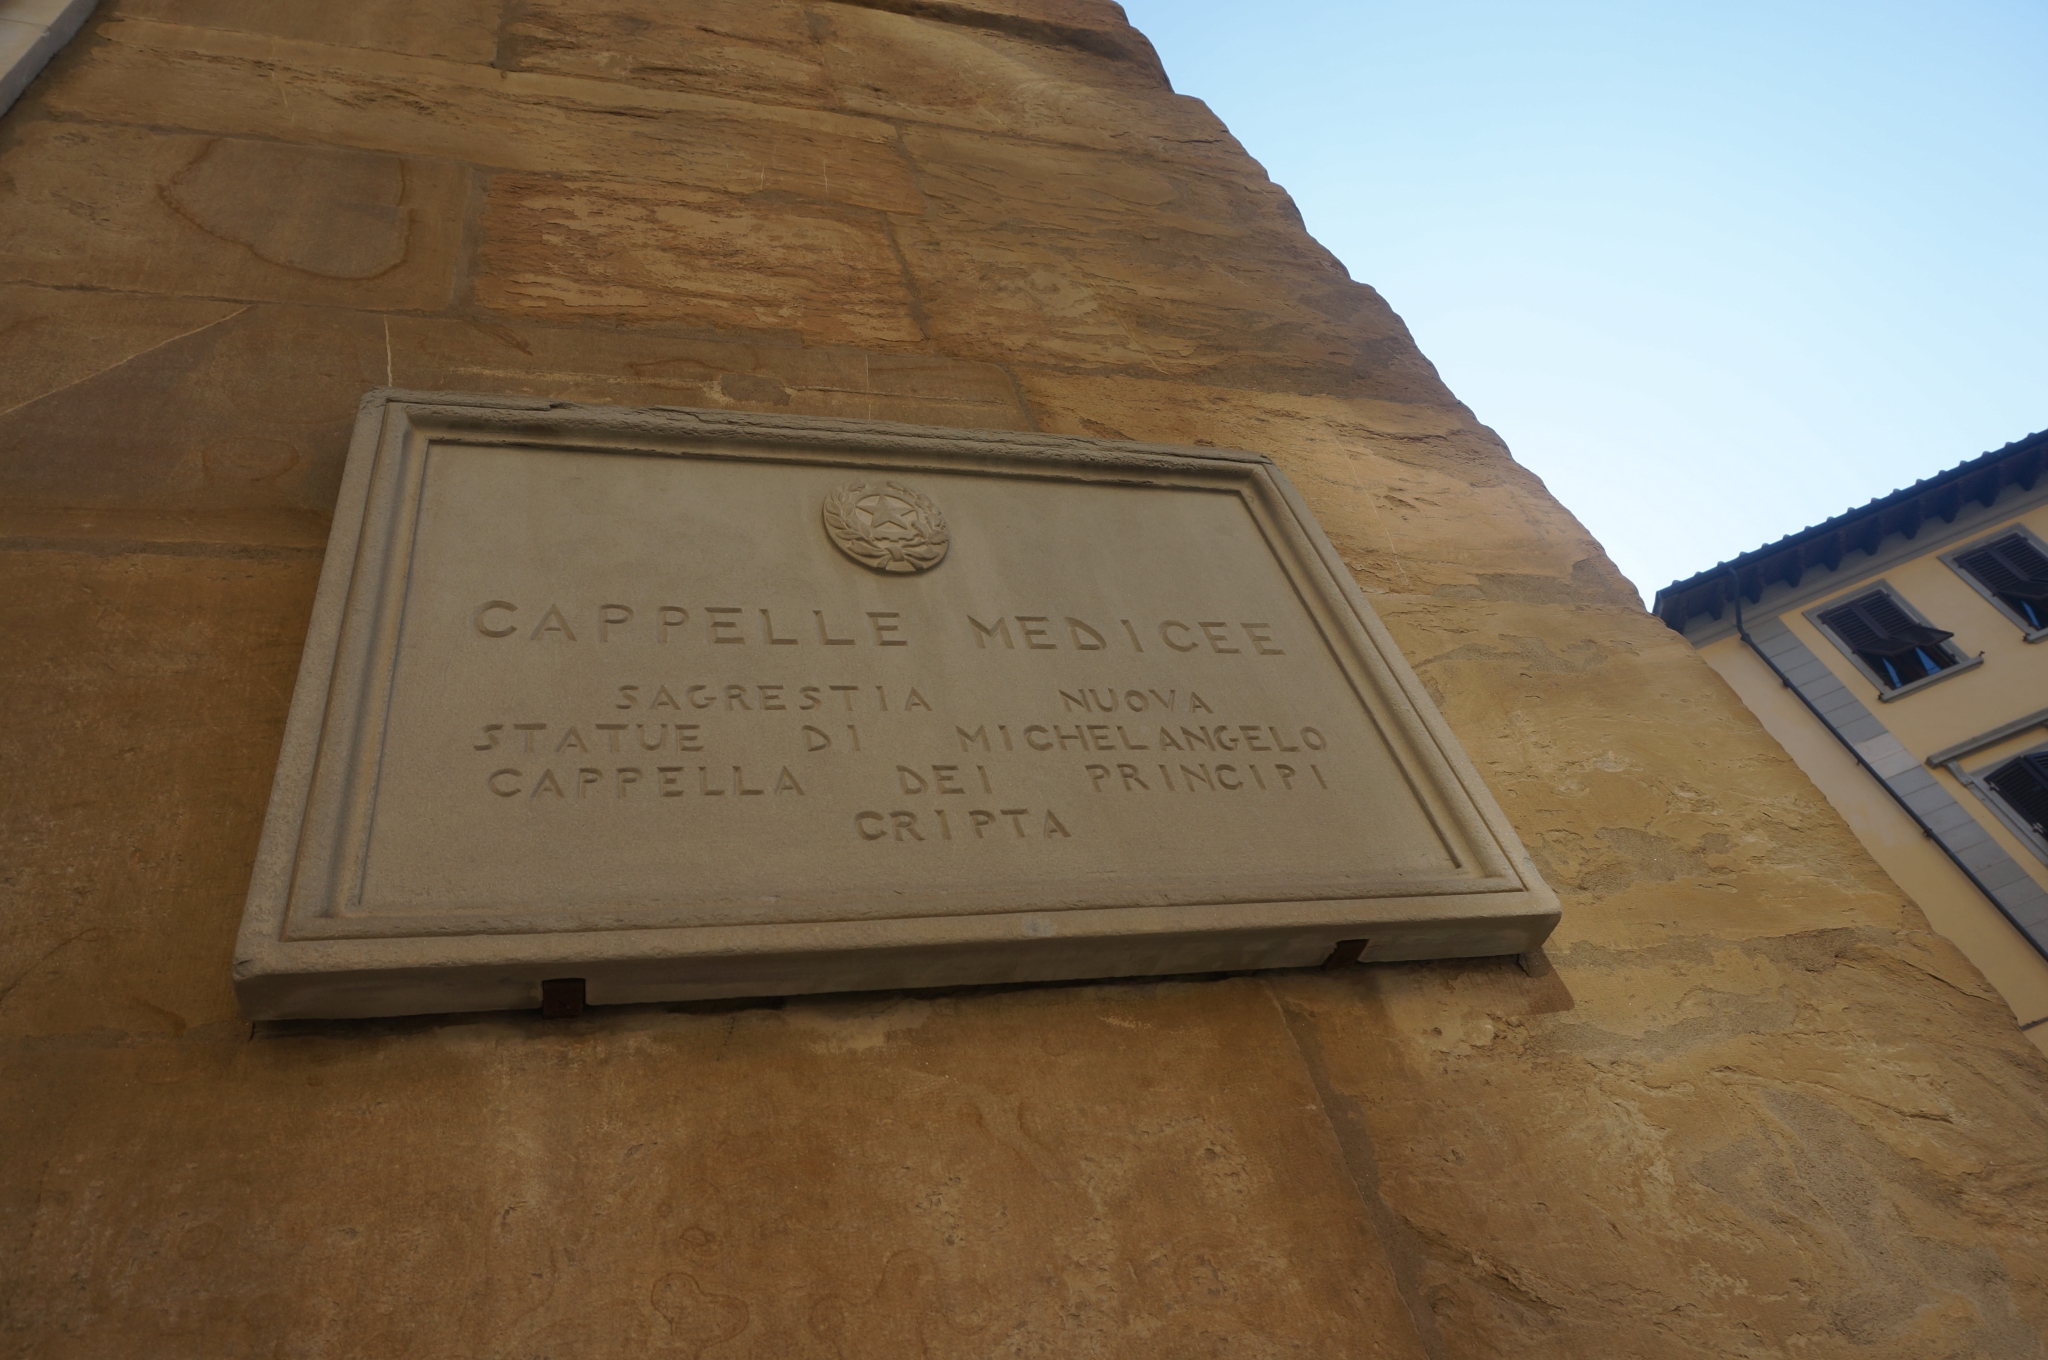 CAPPELLE MEDICEE
SAGRESTIA NUOVA
STATUE DI MICHELANGELO
CAPPELLA DEI PRINCIPI
CRIPTA